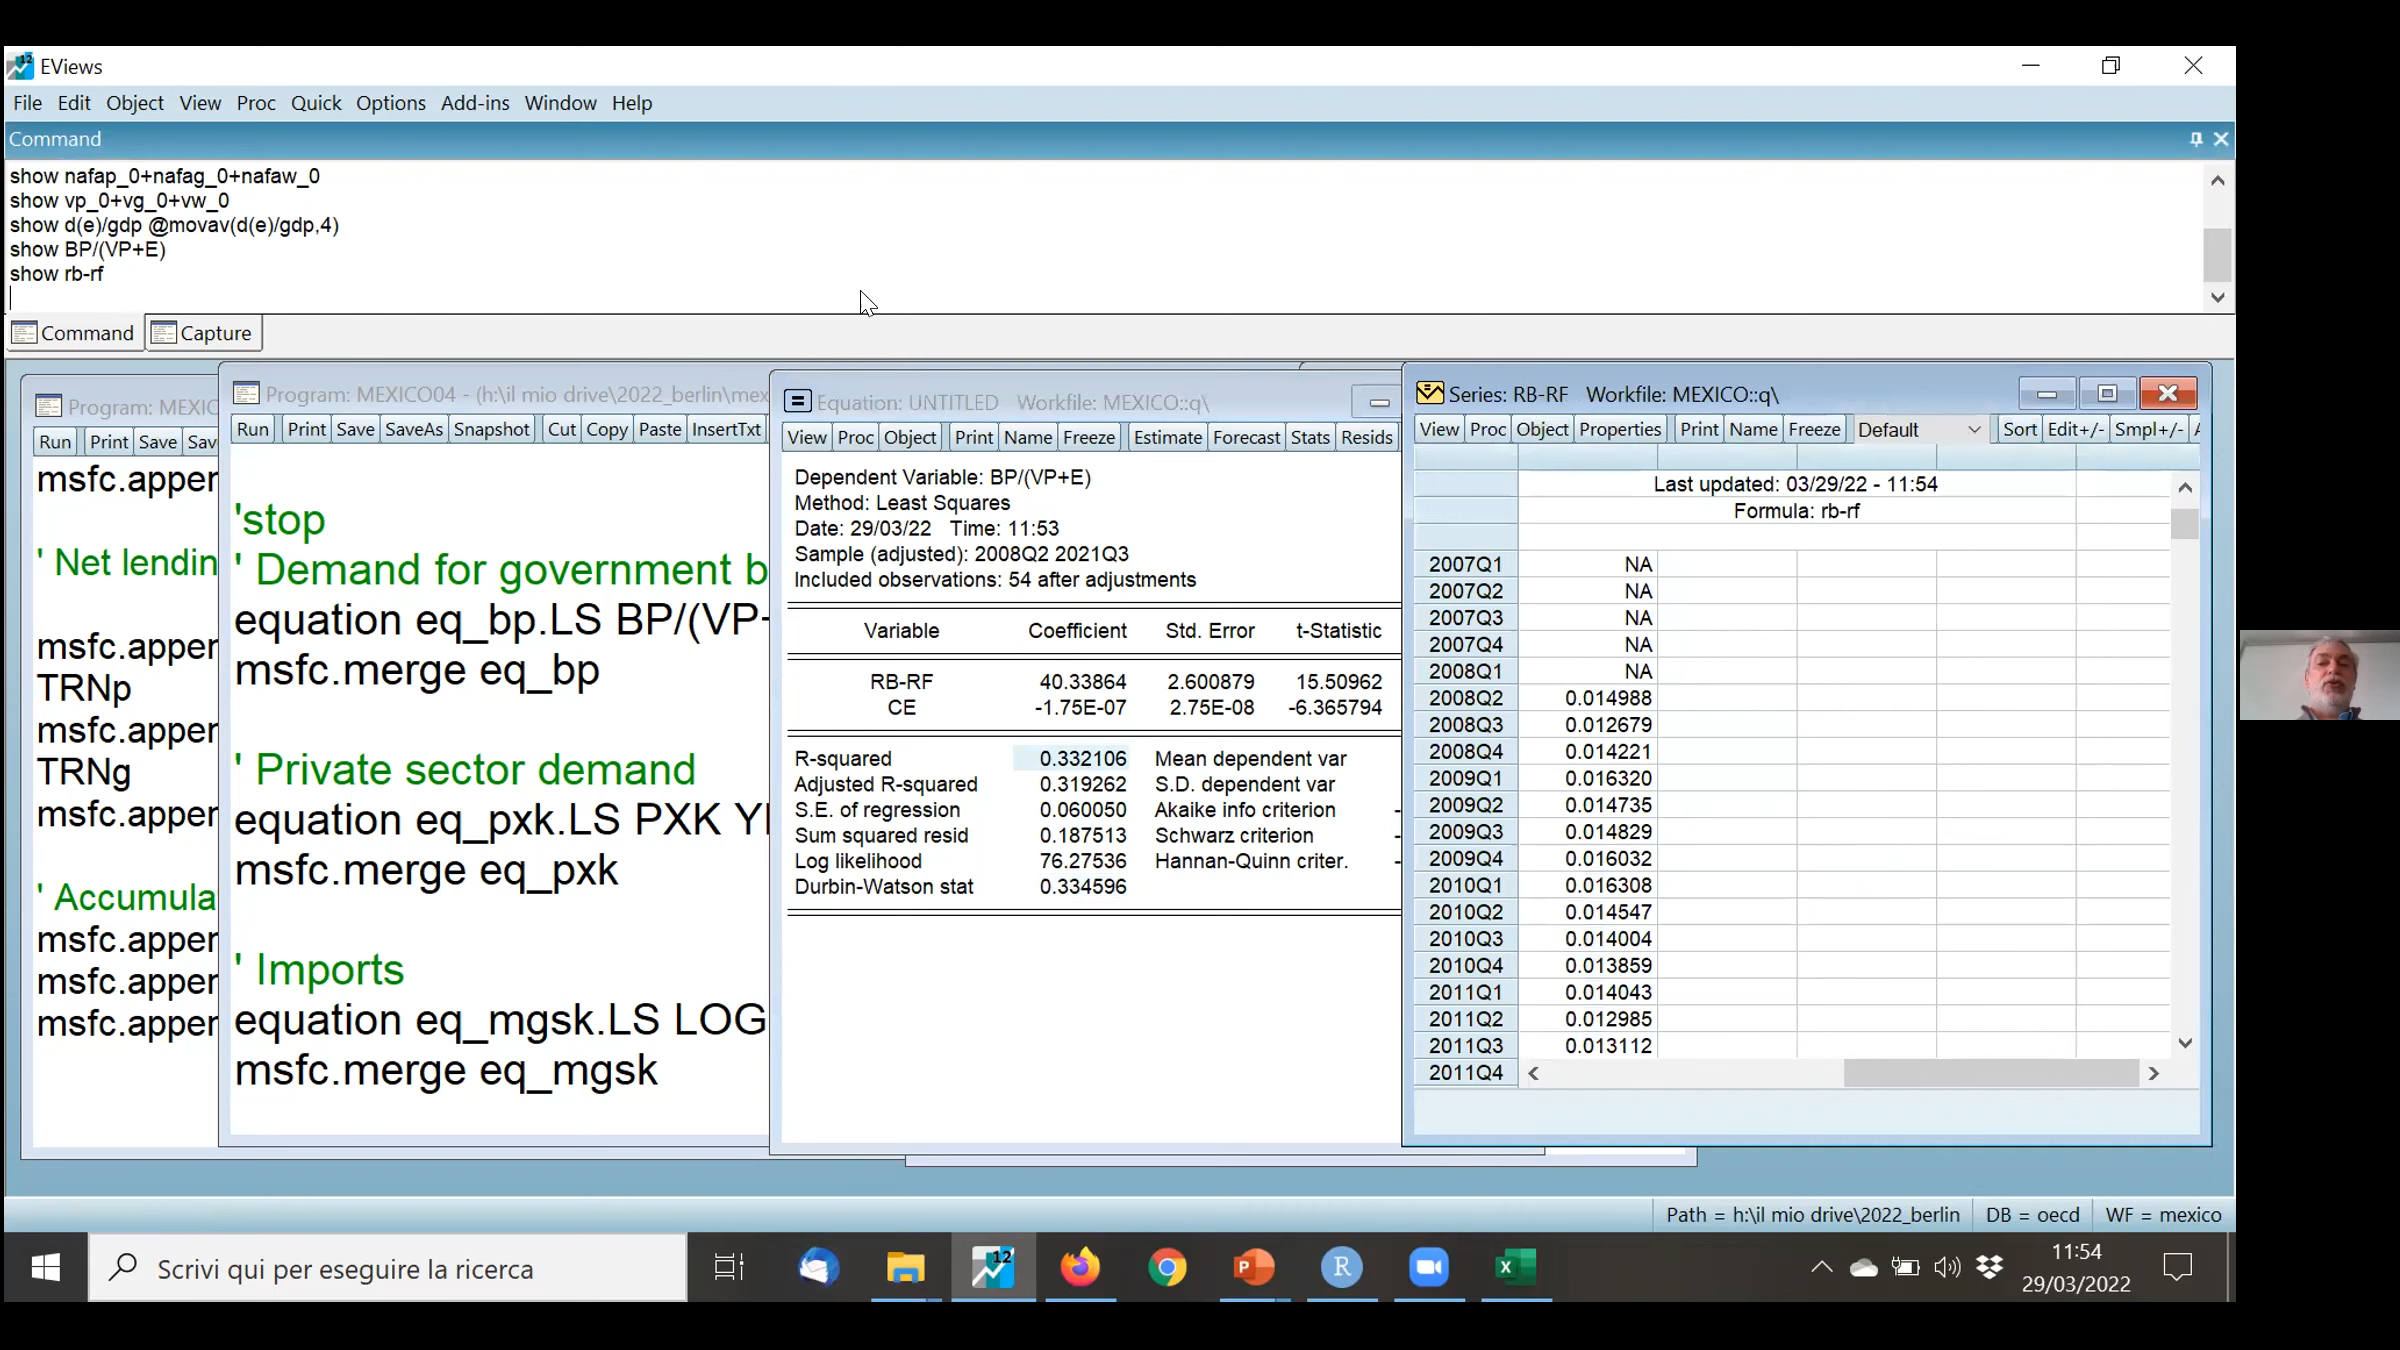 EViews
File Edit Object View Proc Quick Options Add-ins Window Help
Command
show nafap_0+nafag_0+nafaw_0
show vp_0+vg_0+vw_0
show d(e)/gdp @movav(d(e)/gdp,4)
show BP/(VP+E)
show rb-rf
Command Capture
Program: MEXIC
Run Print Save Sav
msfc.apper
' Net lendin
msfc.apper
TRNp
msfc.apper
TRNg
msfc.apper
' Accumula
msfc.apper
msfc.apper
msfc.apper
Program: MEXICO04 - (h:\il mio drive\2022_berlin\mex
Run Print Save SaveAs Snapshot Cut Copy Paste InsertTxt
'stop
' Demand for government b
equation eq_bp.LS BP/(VP+
msfc.merge eq_bp
' Private sector demand
equation eq_pxk.LS PXK Y
msfc.merge eq_pxk
' Imports
equation eq_mgsk.LS LOG
msfc.merge eq_mgsk
Equation: UNTITLED Workfile: MEXICO::q\
View Proc Object Print Name Freeze Estimate Forecast Stats Resids
Dependent Variable: BP/(VP+E)
Method: Least Squares
Date: 29/03/22 Time: 11:53
Sample (adjusted): 2008Q2 2021Q3
Included observations: 54 after adjustments
Variable Coefficient Std. Error t-Statistic
RB-RF 40.33864 2.600879 15.50962
CE -1.75E-07 2.75E-08 -6.365794
R-squared 0.332106 Mean dependent var
Adjusted R-squared 0.319262 S.D. dependent var
S.E. of regression 0.060050 Akaike info criterion -
Sum squared resid 0.187513 Schwarz criterion -
Log likelihood 76.27536 Hannan-Quinn criter. -
Durbin-Watson stat 0.334596
Series: RB-RF Workfile: MEXICO::q\
View Proc Object Properties Print Name Freeze Default Sort Edit+/- Smpl+/-
Last updated: 03/29/22 - 11:54
Formula: rb-rf
2007Q1 NA
2007Q2 NA
2007Q3 NA
2007Q4 NA
2008Q1 NA
2008Q2 0.014988
2008Q3 0.012679
2008Q4 0.014221
2009Q1 0.016320
2009Q2 0.014735
2009Q3 0.014829
2009Q4 0.016032
2010Q1 0.016308
2010Q2 0.014547
2010Q3 0.014004
2010Q4 0.013859
2011Q1 0.014043
2011Q2 0.012985
2011Q3 0.013112
2011Q4
Path = h:\il mio drive\2022_berlin DB = oecd WF = mexico
Scrivi qui per eseguire la ricerca
11:54
29/03/2022